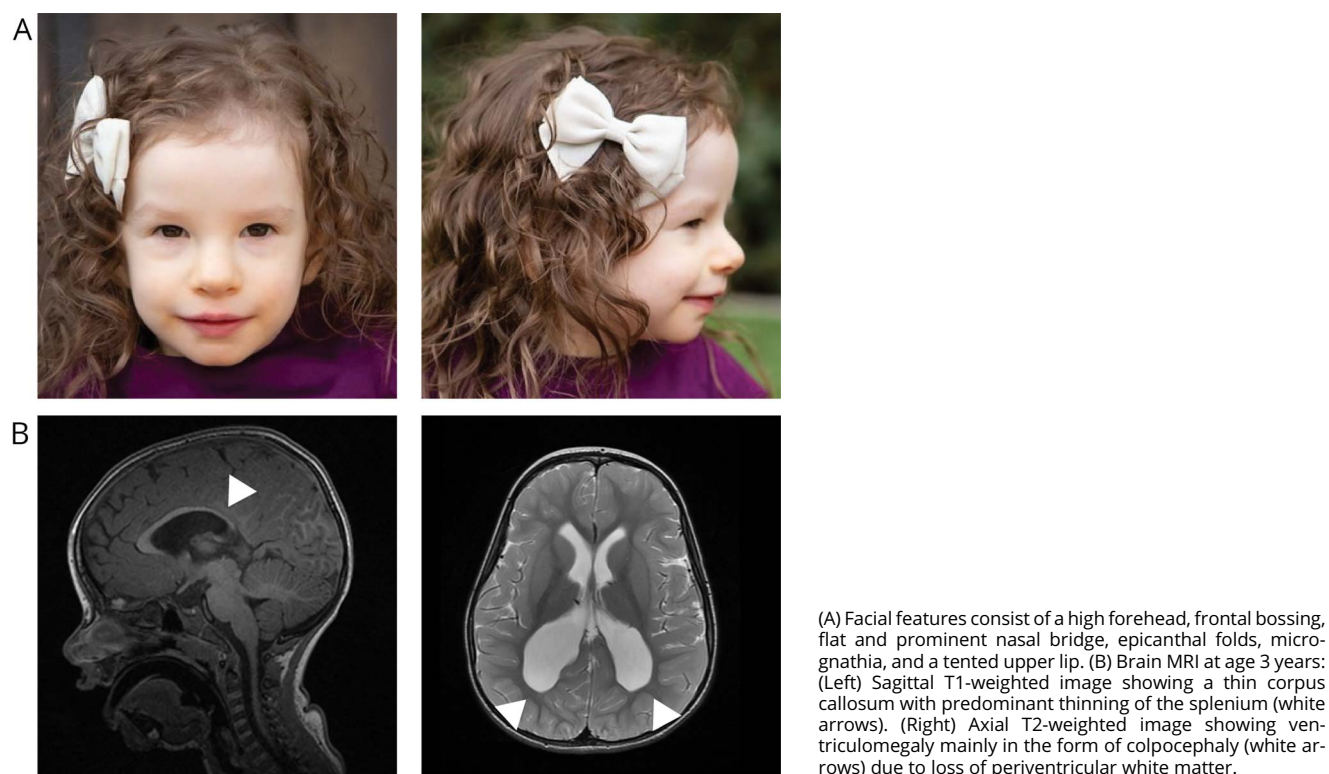 A
B
(A) Facial features consist of a high forehead, frontal bossing,
flat and prominent nasal bridge, epicanthal folds, micro-
gnathia, and a tented upper lip. (B) Brain MRI at age 3 years:
(Left) Sagittal T1-weighted image showing a thin corpus
callosum with predominant thinning of the splenium (white
arrows). (Right) Axial T2-weighted image showing ven-
triculomegaly mainly in the form of colpocephaly (white ar-
rows) due to loss of periventricular white matter.